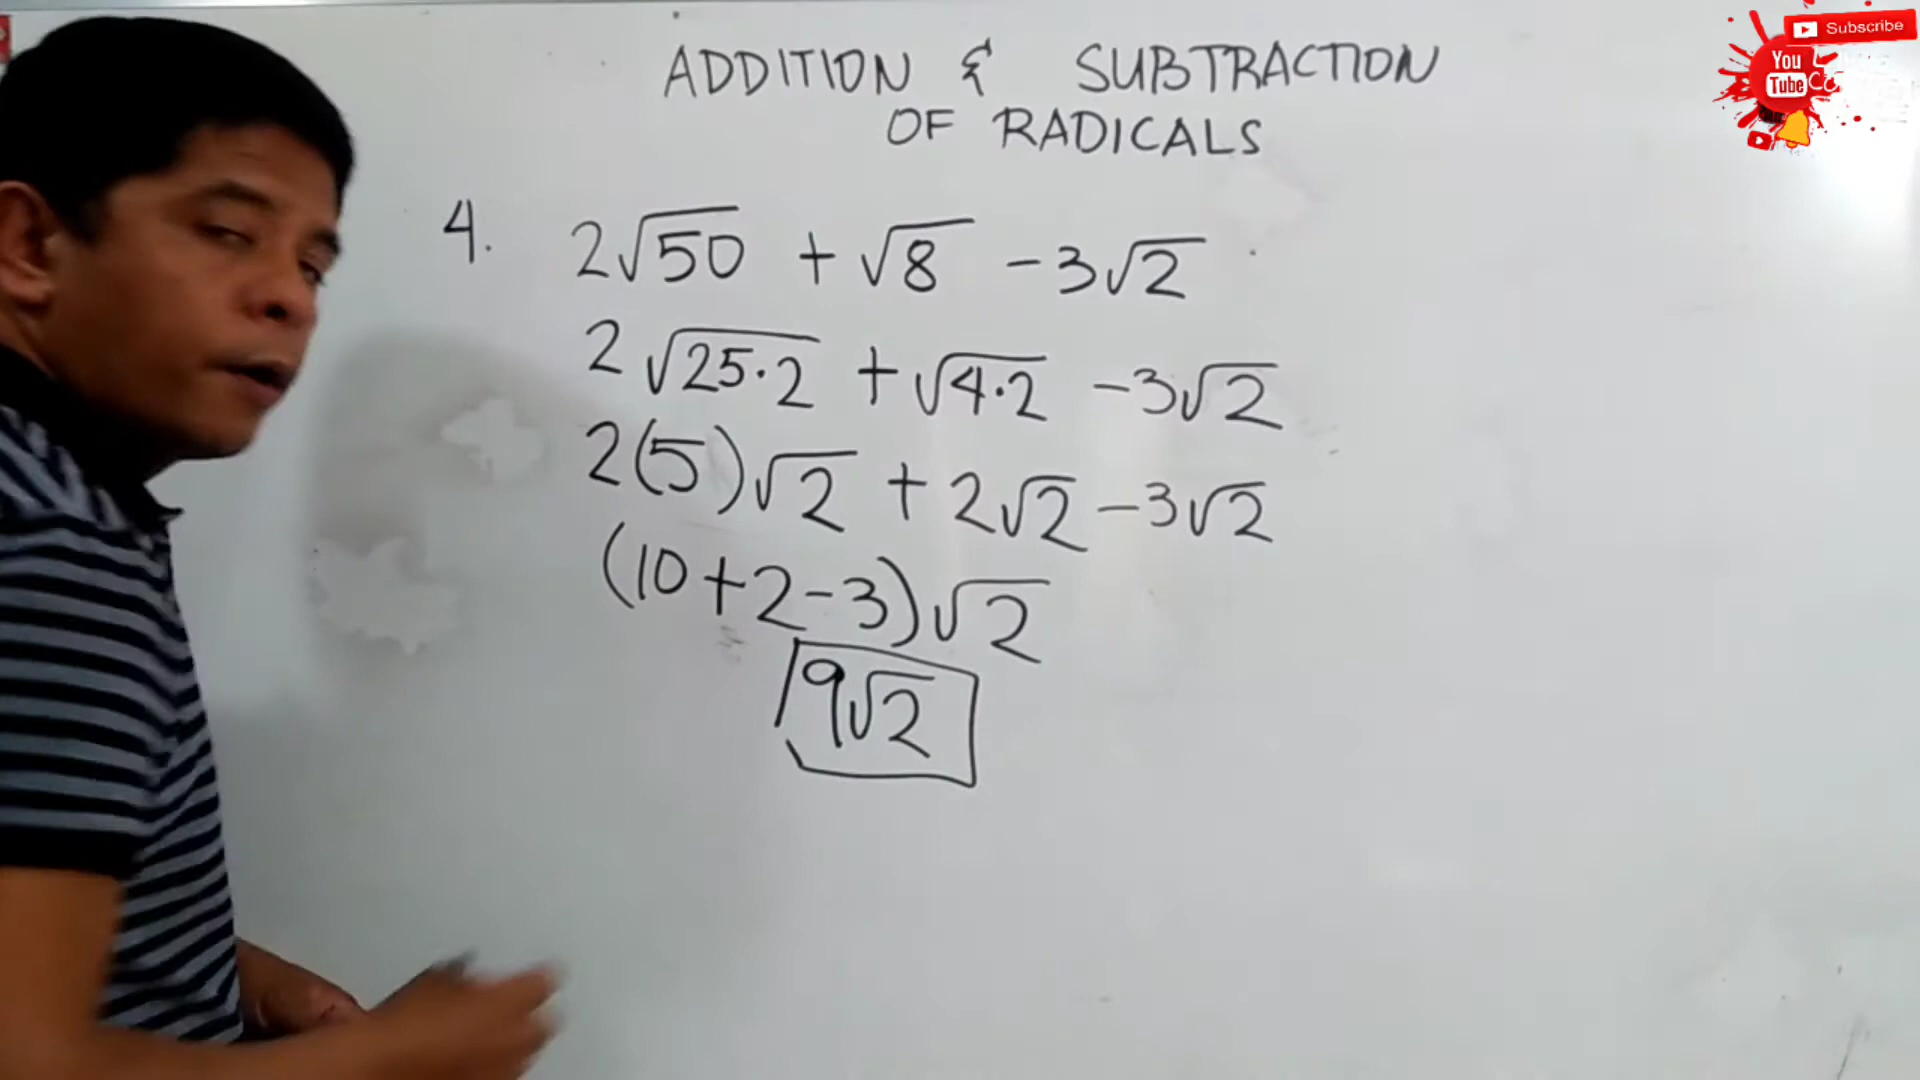 ADDITION & SUBTRACTION
OF RADICALS
4. 2√50 + √8 - 3√2
2√25·2 + √4·2 - 3√2
2(5)√2 + 2√2 - 3√2
(10+2-3)√2
9√2
Subscribe
You
Tube